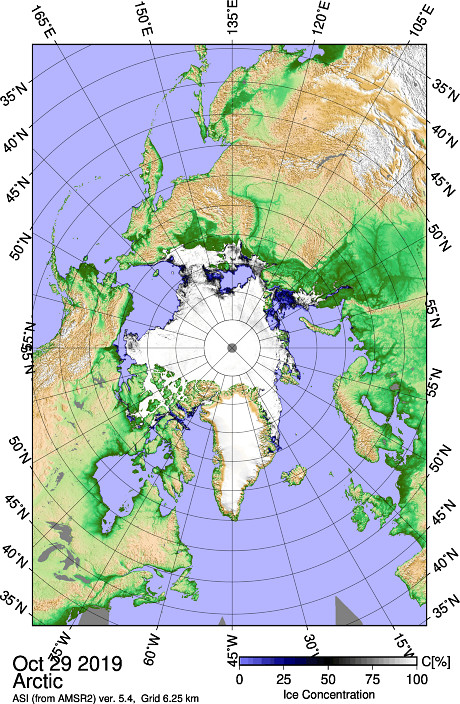 165°E 150°E 135°E 120°E 105°E
35°N 35°N
40°N 40°N
45°N 45°N
50°N 50°N
55°N 55°N
55°N
50°N 50°N
45°N 45°N
40°N 40°N
35°N 35°N
75°W 60°W 45°W 30°W 15°W
Oct 29 2019
Arctic
ASI (from AMSR2) ver. 5.4, Grid 6.25 km
C[%]
0 25 50 75 100
Ice Concentration